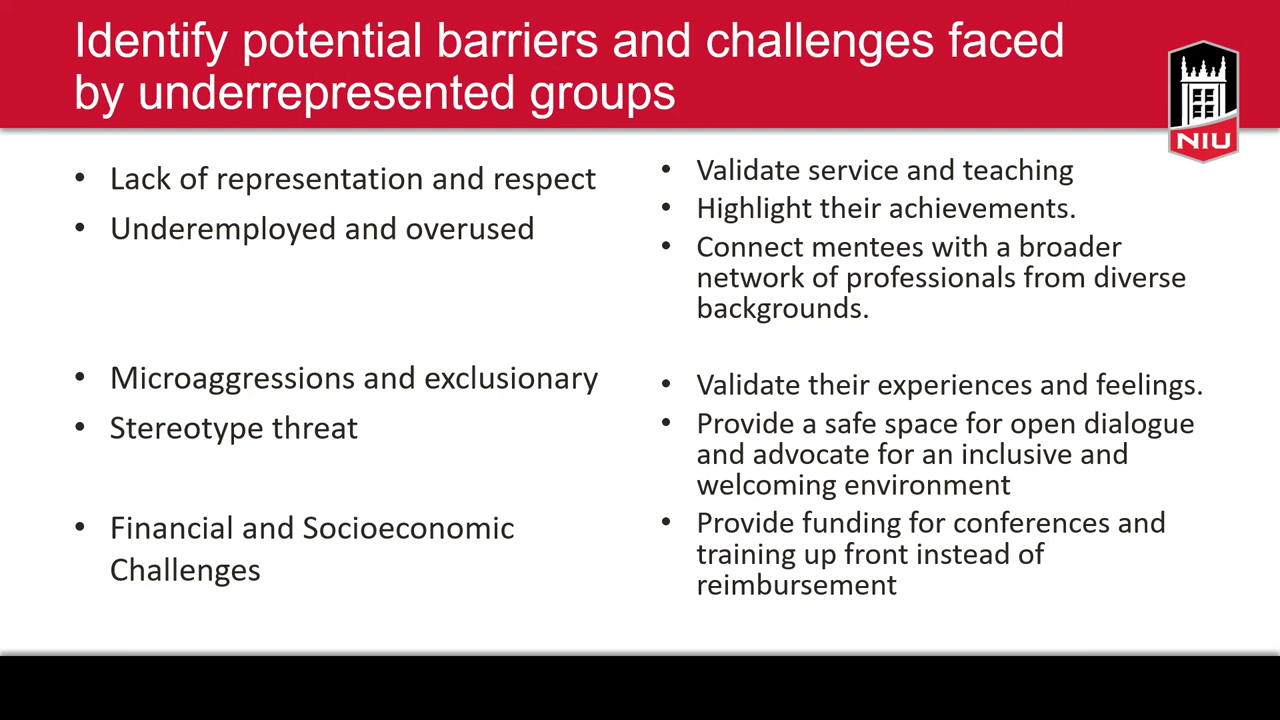 Identify potential barriers and challenges faced
by underrepresented groups
NIU
• Lack of representation and respect
• Underemployed and overused
• Microaggressions and exclusionary
• Stereotype threat
• Financial and Socioeconomic
Challenges
• Validate service and teaching
• Highlight their achievements.
• Connect mentees with a broader
network of professionals from diverse
backgrounds.
• Validate their experiences and feelings.
• Provide a safe space for open dialogue
and advocate for an inclusive and
welcoming environment
• Provide funding for conferences and
training up front instead of
reimbursement